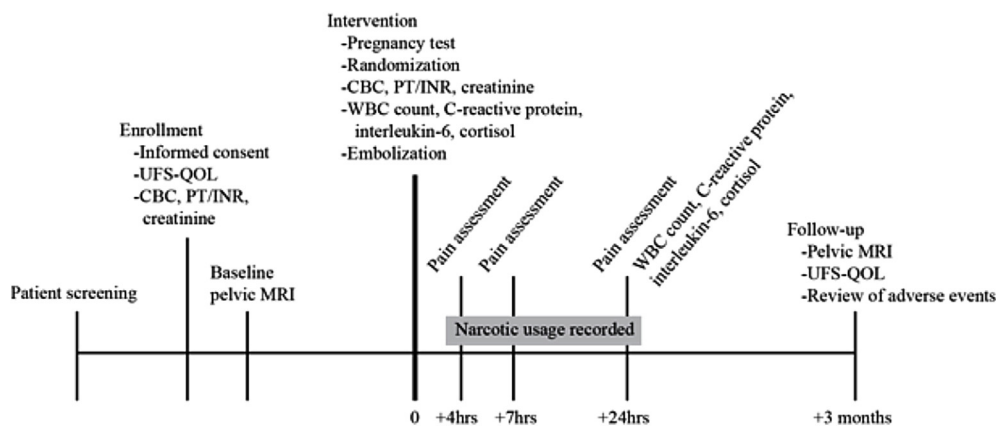 Patient screening
Enrollment
-Informed consent
-UFS-QOL
-CBC, PT/INR,
creatinine
Baseline
pelvic MRI
Intervention
-Pregnancy test
-Randomization
-CBC, PT/INR, creatinine
-WBC count, C-reactive protein,
interleukin-6, cortisol
-Embolization
Pain assessment
Pain assessment
Pain assessment
WBC count, C-reactive protein,
interleukin-6, cortisol
Follow-up
-Pelvic MRI
-UFS-QOL
-Review of adverse events
Narcotic usage recorded
0
+4hrs
+7hrs
+24hrs
+3 months